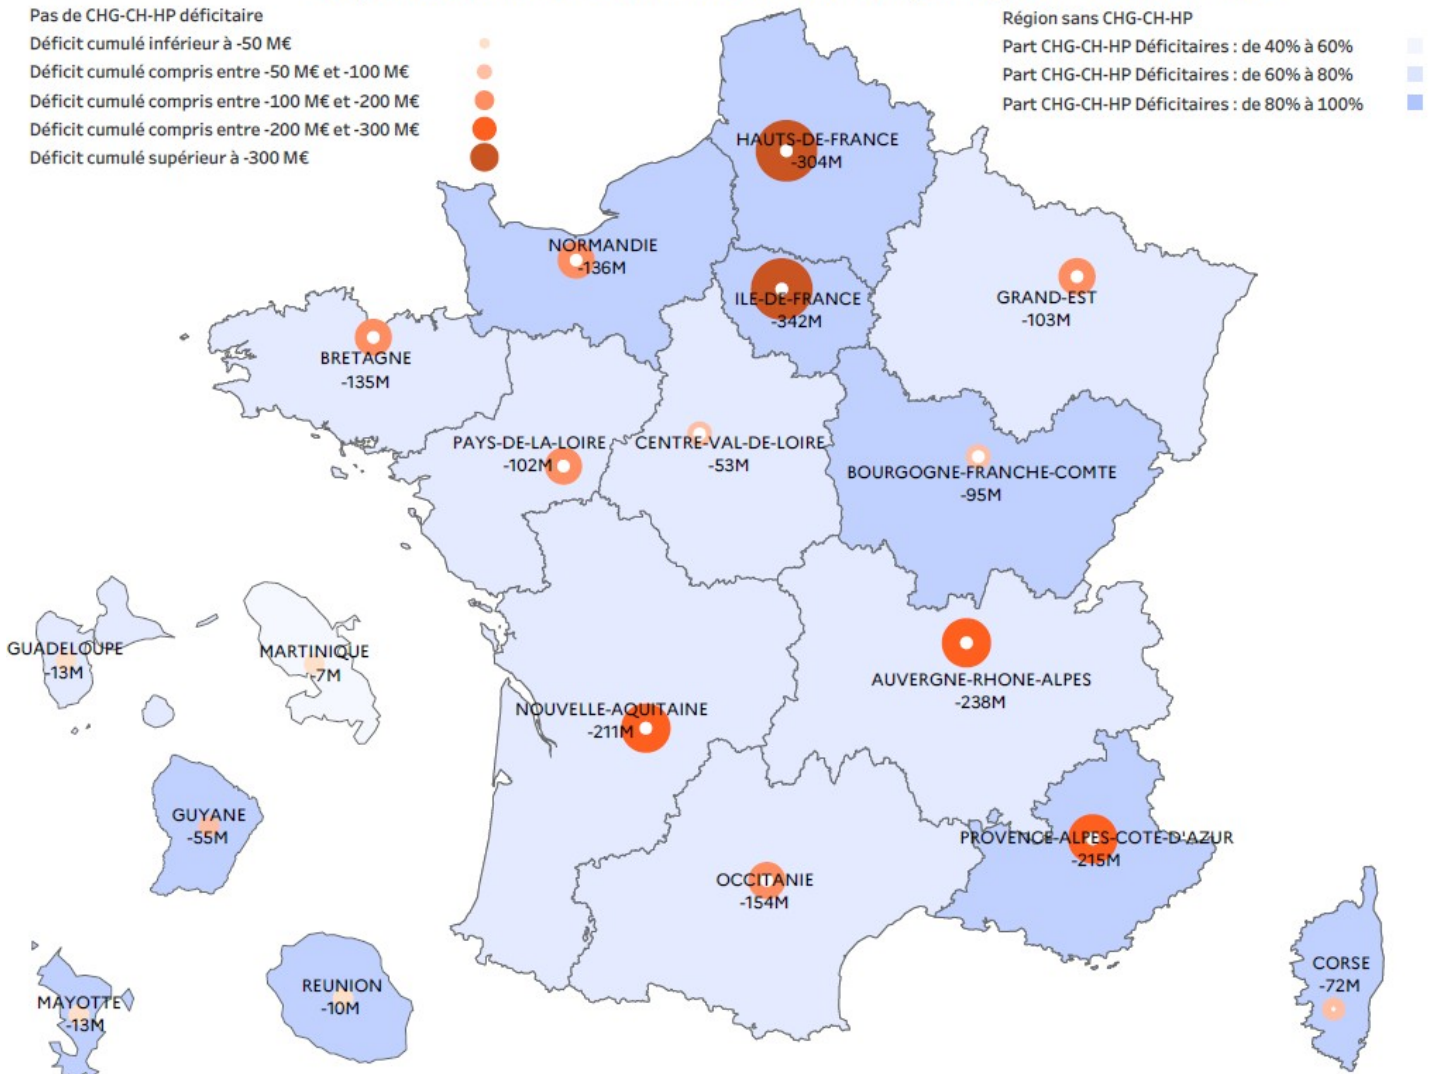 Pas de CHG-CH-HP déficitaire
Déficit cumulé inférieur à -50 M€
Déficit cumulé compris entre -50 M€ et -100 M€
Déficit cumulé compris entre -100 M€ et -200 M€
Déficit cumulé compris entre -200 M€ et -300 M€
Déficit cumulé supérieur à -300 M€
Région sans CHG-CH-HP
Part CHG-CH-HP Déficitaires : de 40% à 60%
Part CHG-CH-HP Déficitaires : de 60% à 80%
Part CHG-CH-HP Déficitaires : de 80% à 100%
HAUTS-DE-FRANCE
-304M
NORMANDIE
-136M
ILE-DE-FRANCE
-342M
GRAND-EST
-103M
BRETAGNE
-135M
PAYS-DE-LA-LOIRE
-102M
CENTRE-VAL-DE-LOIRE
-53M
BOURGOGNE-FRANCHE-COMTE
-95M
GUADELOUPE
-13M
MARTINIQUE
-7M
AUVERGNE-RHONE-ALPES
-238M
NOUVELLE-AQUITAINE
-211M
GUYANE
-55M
PROVENCE-ALPES-COTE-D'AZUR
-215M
OCCITANIE
-154M
CORSE
-72M
REUNION
-10M
MAYOTTE
-13M